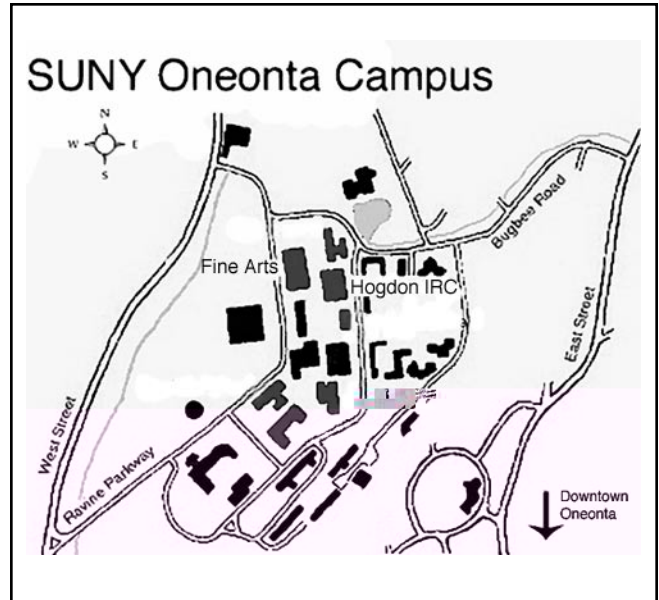 SUNY Oneonta Campus
N
W E
S
Fine Arts
Hogdon IRC
Bugbee Road
East Street
West Street
Ravine Parkway
Downtown
Oneonta